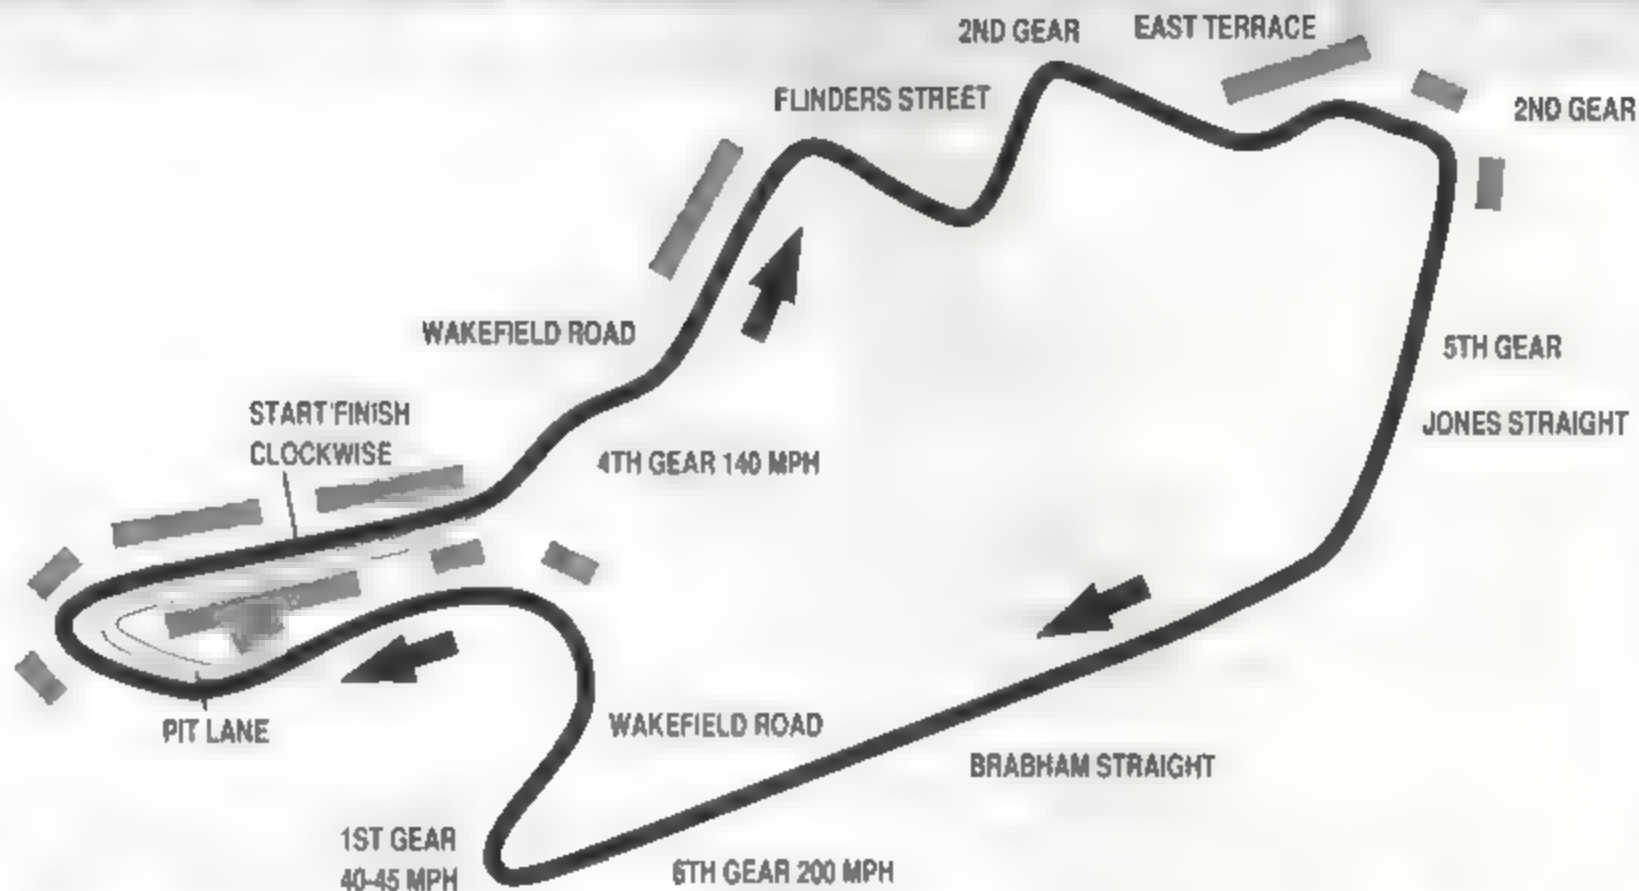 2ND GEAR
EAST TERRACE
FLINDERS STREET
2ND GEAR
WAKEFIELD ROAD
5TH GEAR
START/FINISH
CLOCKWISE
JONES STRAIGHT
4TH GEAR 140 MPH
PIT LANE
WAKEFIELD ROAD
BRABHAM STRAIGHT
1ST GEAR
40-45 MPH
6TH GEAR 200 MPH